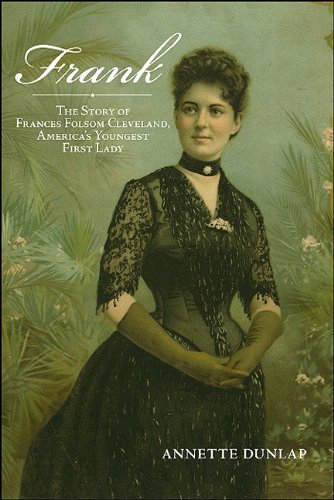 Frank
The Story of
Frances Folsom Cleveland,
America's Youngest
First Lady
Annette Dunlap